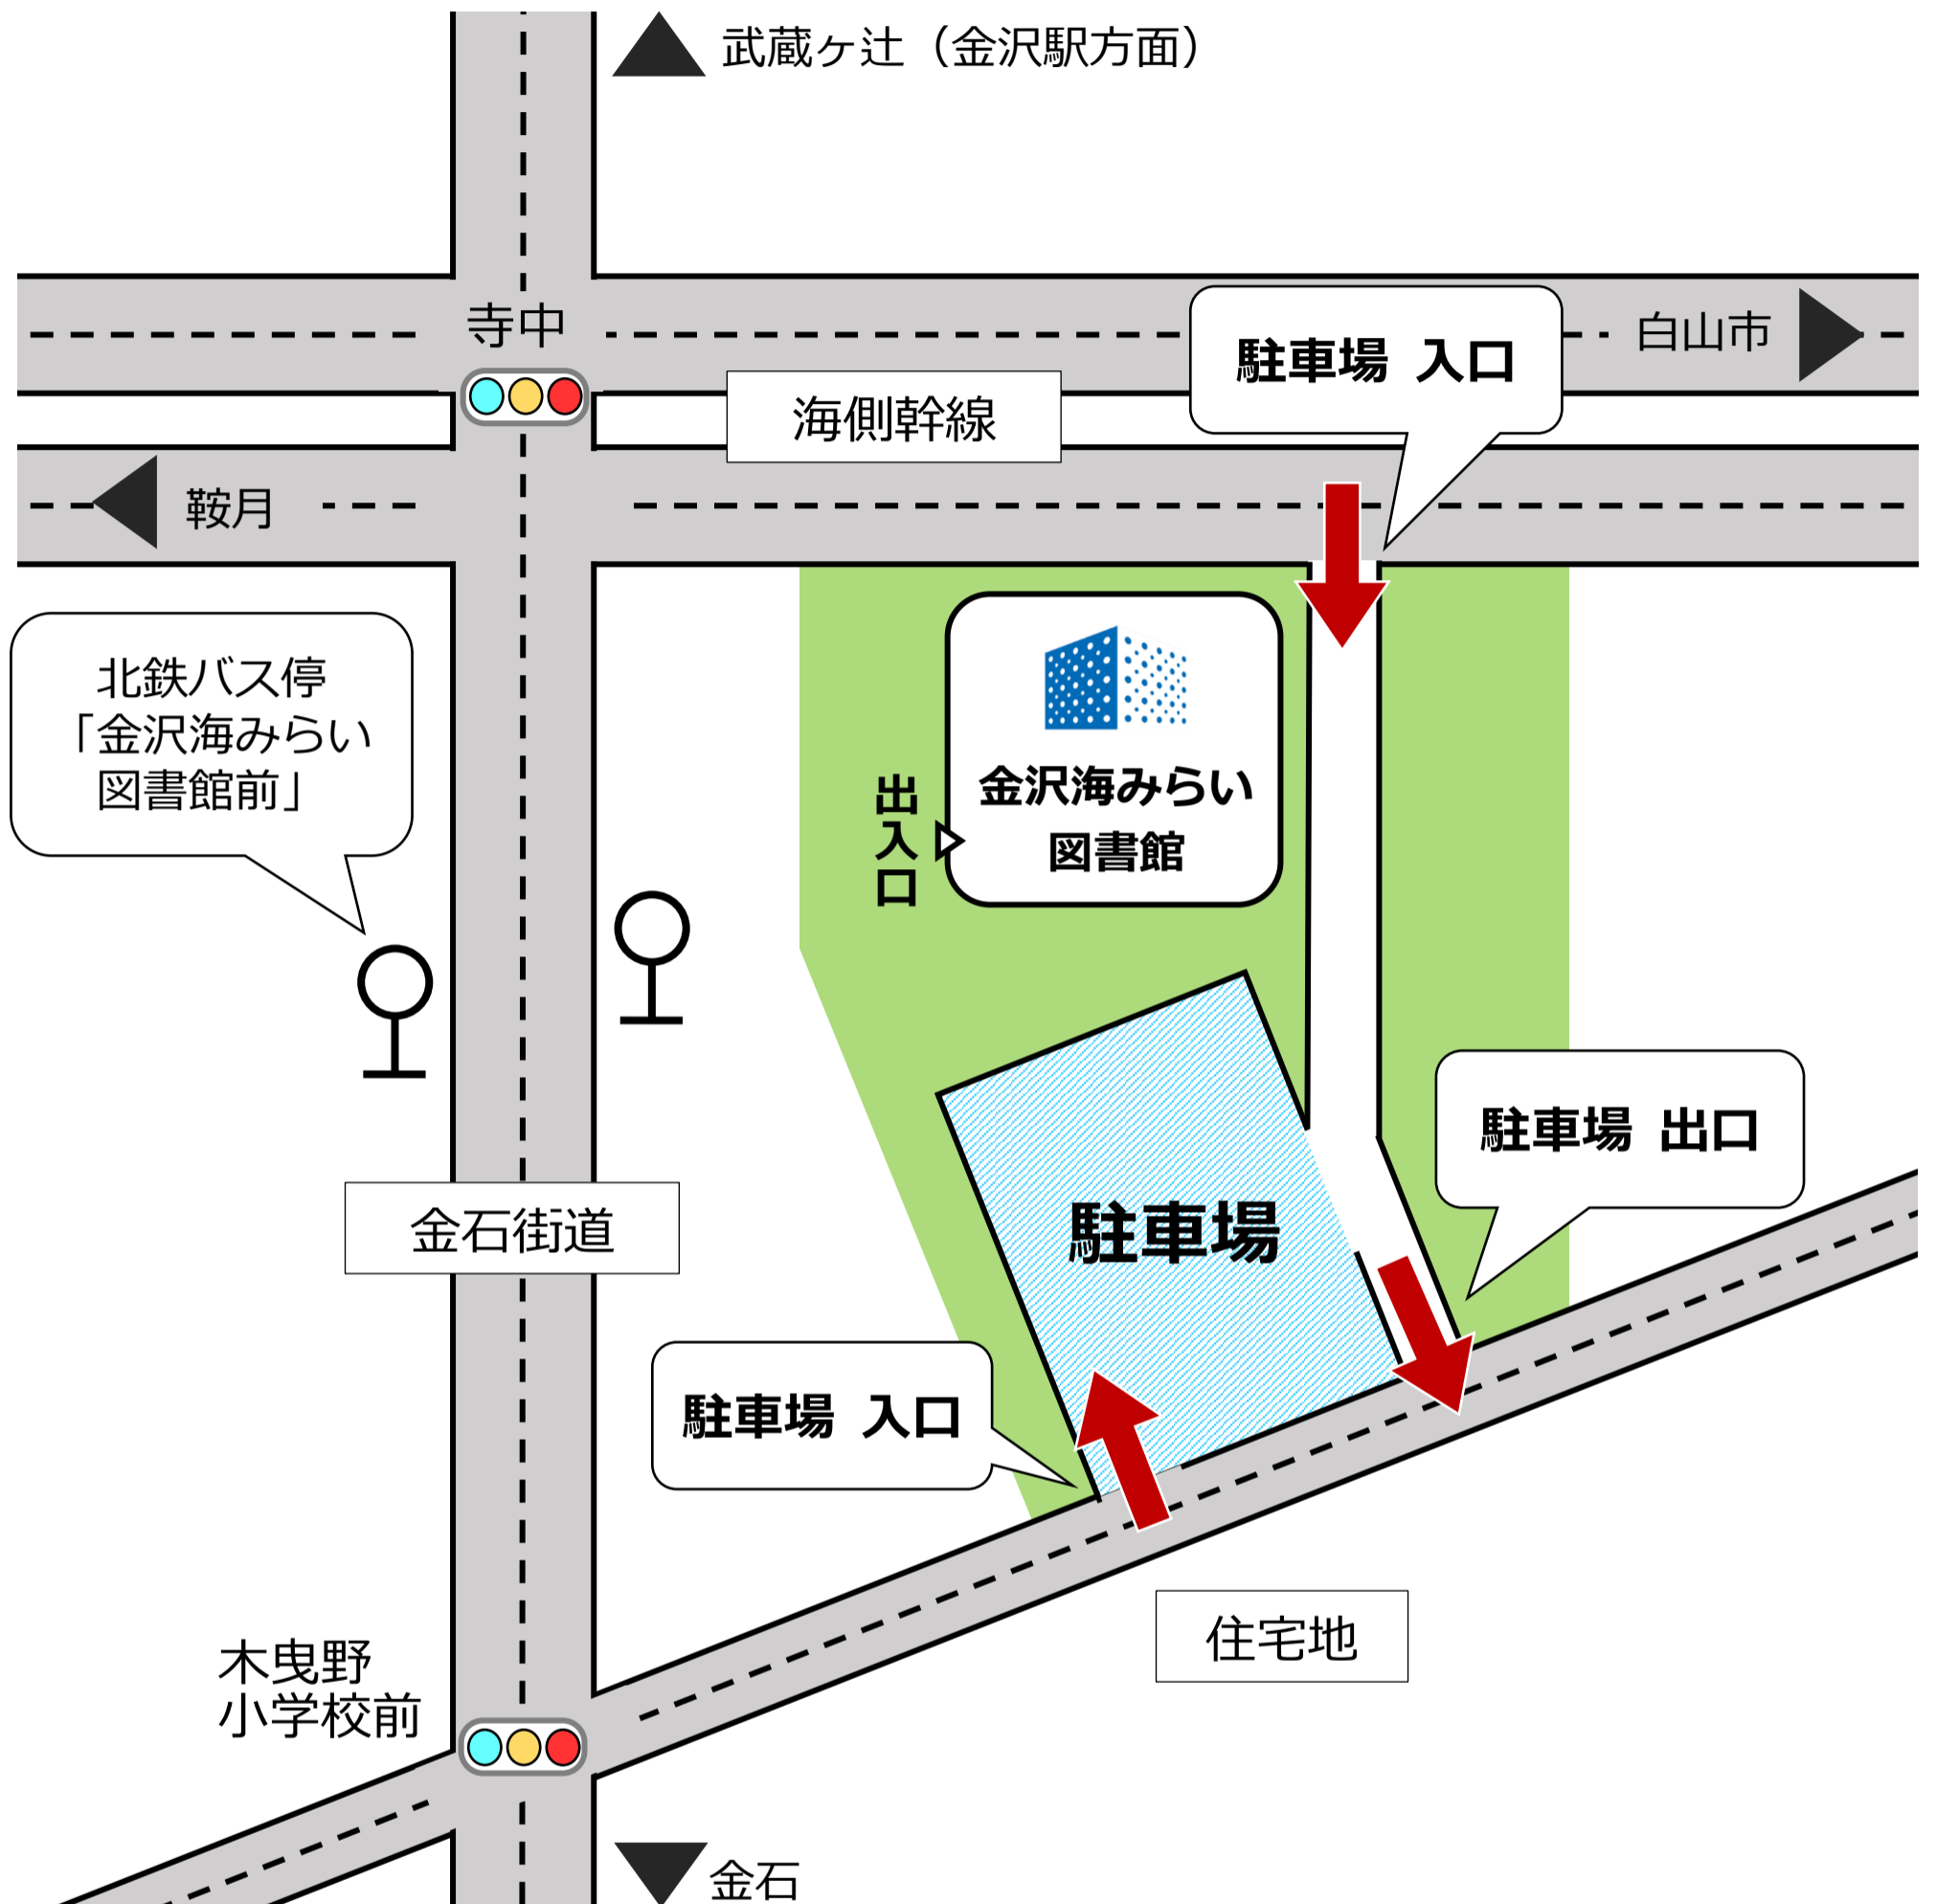 武蔵ケ辻（金沢駅方面）
寺中
白山市
駐車場 入口
海側幹線
鞍月
北鉄バス停
「金沢海みらい
図書館前」
金沢海みらい
図書館
出入口
駐車場 出口
金石街道
駐車場
駐車場 入口
住宅地
木曳野
小学校前
金石